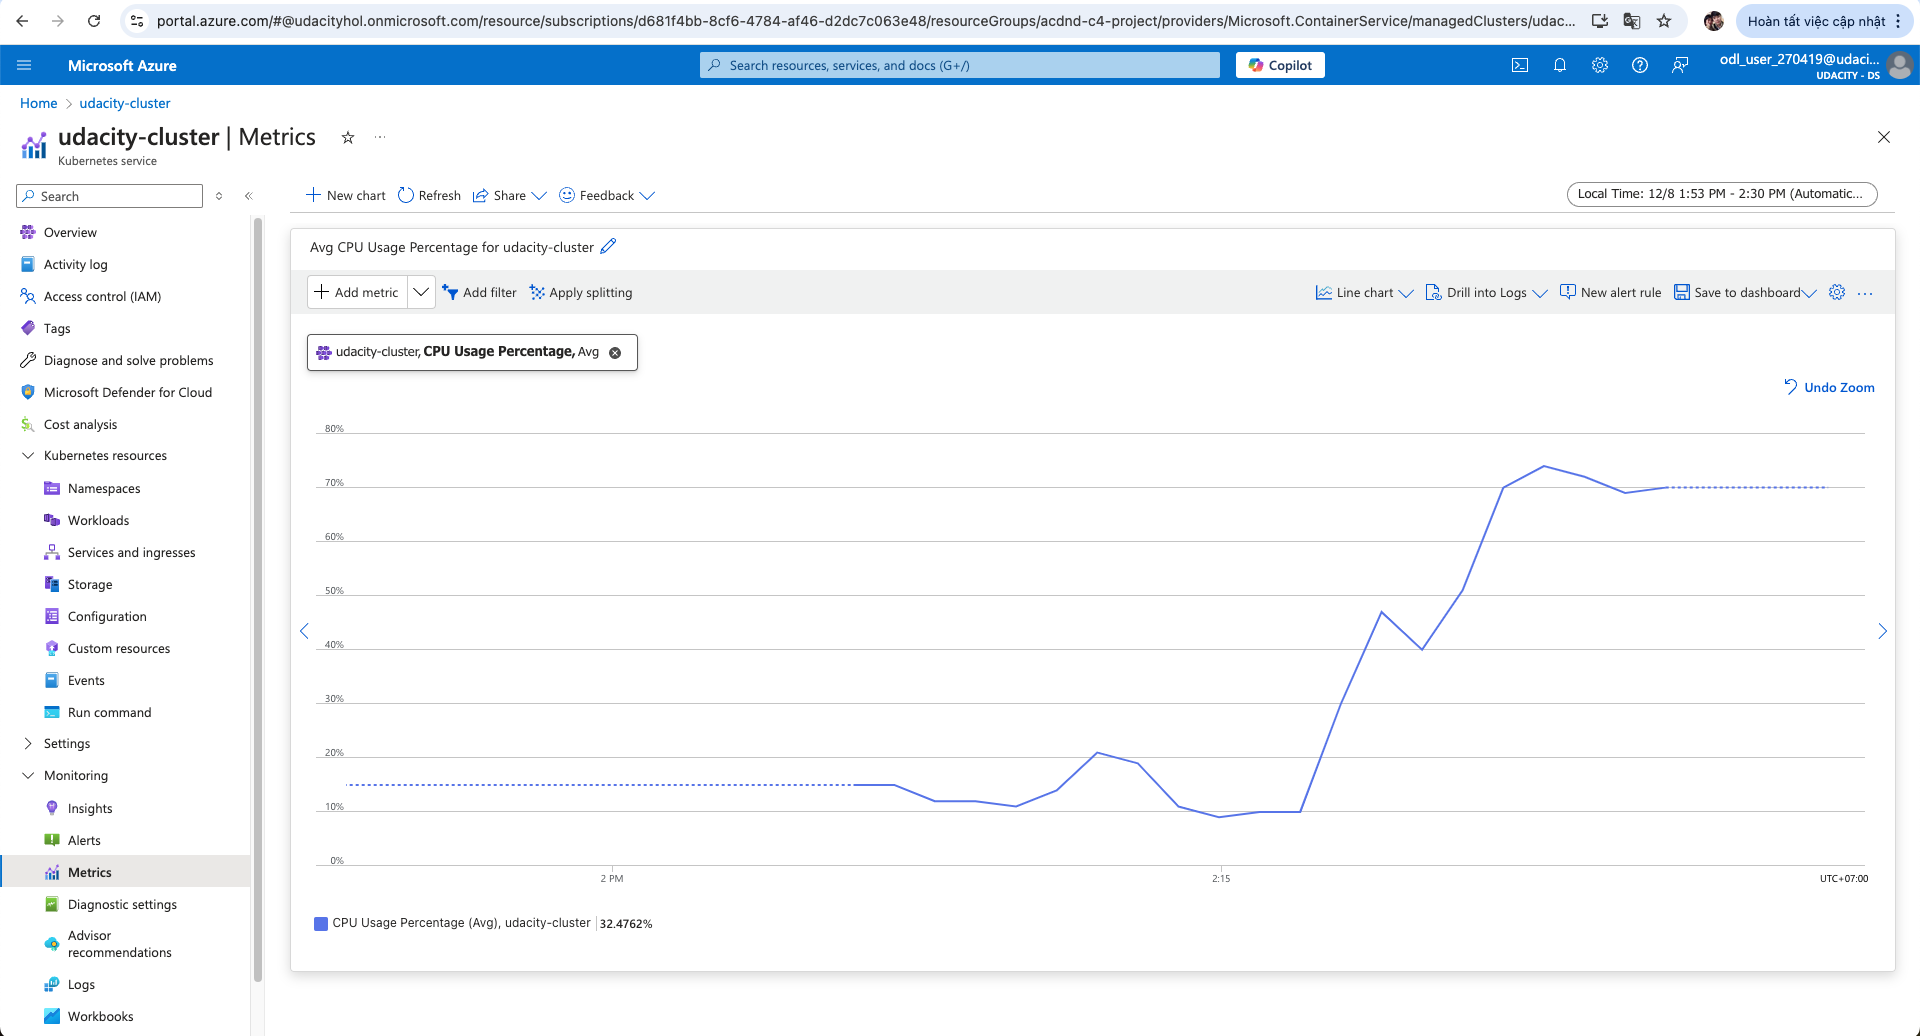 portal.azure.com/#@udacityhol.onmicrosoft.com/resource/subscriptions/d681f4bb-8cf6-4784-af46-d2dc7c063e48/resourceGroups/acdnd-c4-project/providers/Microsoft.ContainerService/managedClusters/udac...
Hoàn tất việc cập nhật
Microsoft Azure
Search resources, services, and docs (G+/)
Copilot
odl_user_270419@udaci...
UDACITY - DS
Home
udacity-cluster
udacity-cluster | Metrics
Kubernetes service
Search
New chart
Refresh
Share
Feedback
Local Time: 12/8 1:53 PM - 2:30 PM (Automatic...
Overview
Activity log
Access control (IAM)
Tags
Diagnose and solve problems
Microsoft Defender for Cloud
Cost analysis
Kubernetes resources
Namespaces
Workloads
Services and ingresses
Storage
Configuration
Custom resources
Events
Run command
Settings
Monitoring
Insights
Alerts
Metrics
Diagnostic settings
Advisor
recommendations
Logs
Workbooks
Avg CPU Usage Percentage for udacity-cluster
Add metric
Add filter
Apply splitting
Line chart
Drill into Logs
New alert rule
Save to dashboard
udacity-cluster, CPU Usage Percentage, Avg
Undo Zoom
80%
70%
60%
50%
40%
30%
20%
10%
0%
2 PM
2:15
UTC+07:00
CPU Usage Percentage (Avg), udacity-cluster | 32.4762%